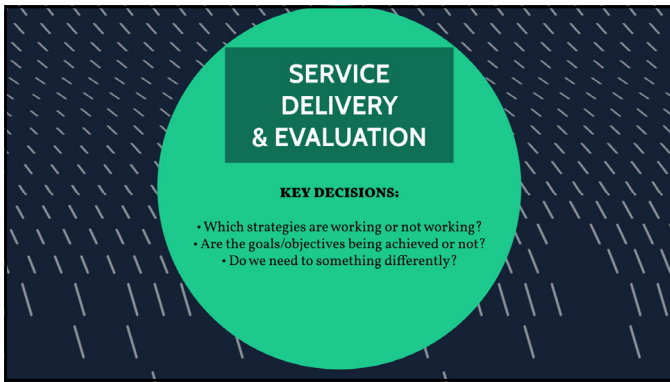 SERVICE
DELIVERY
& EVALUATION
KEY DECISIONS:
• Which strategies are working or not working?
• Are the goals/objectives being achieved or not?
• Do we need to something differently?